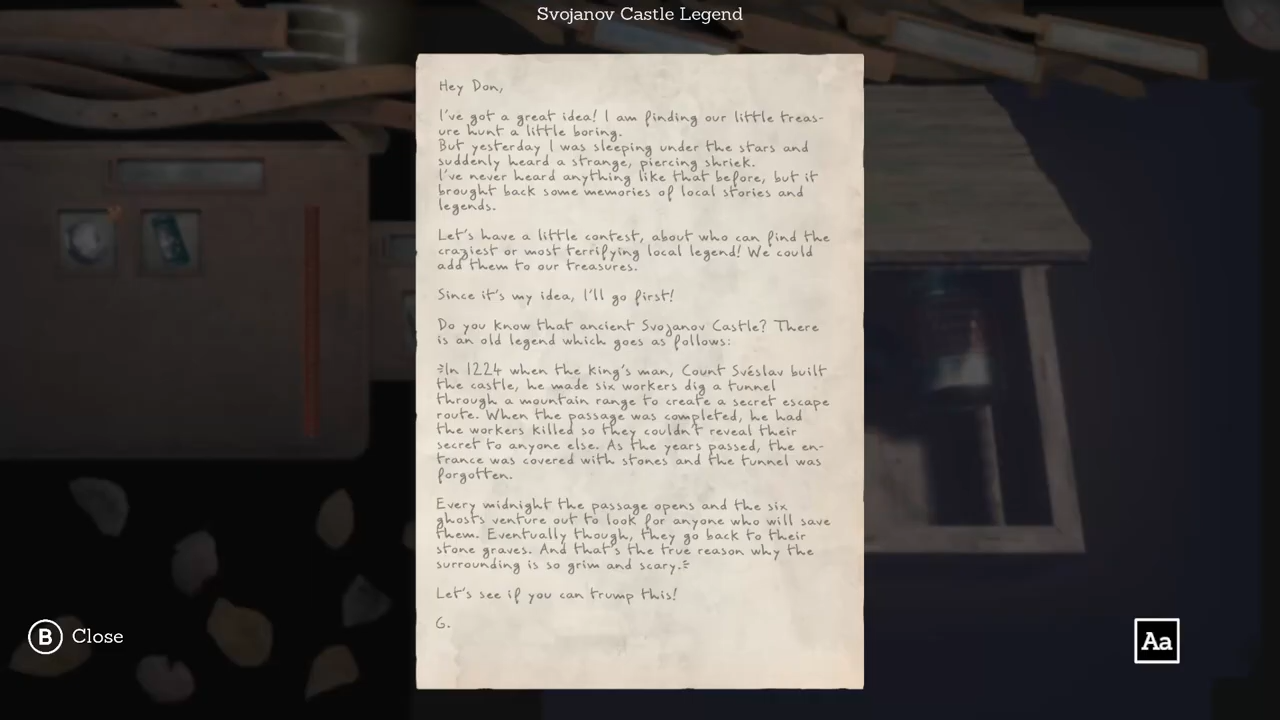 Svojanov Castle Legend
Hey Don,
I've got a great idea! I am finding our little treas-
ure hunt a little boring.
But yesterday I was sleeping under the stars and
suddenly heard a strange, piercing shriek.
I've never heard anything like that before, but it
brought back some memories of local stories and
legends.
Let's have a little contest, about who can find the
craziest or most terrifying local legend! We could
add them to our treasures.
Since it's my idea, I'll go first!
Do you know that ancient Svojanov Castle? There
is an old legend which goes as follows:
In 1224 when the king's man, Count Svéslav built
the castle, he made six workers dig a tunnel
through a mountain range to create a secret escape
route. When the passage was completed, he had
the workers killed so they couldn't reveal their
secret to anyone else. As the years passed, the en-
trance was covered with stones and the tunnel was
forgotten.
Every midnight the passage opens and the six
ghosts venture out to look for anyone who will save
them. Eventually though, they go back to their
stone graves. And that's the true reason why the
surrounding is so grim and scary.
Let's see if you can trump this!
G.
B Close
Aa